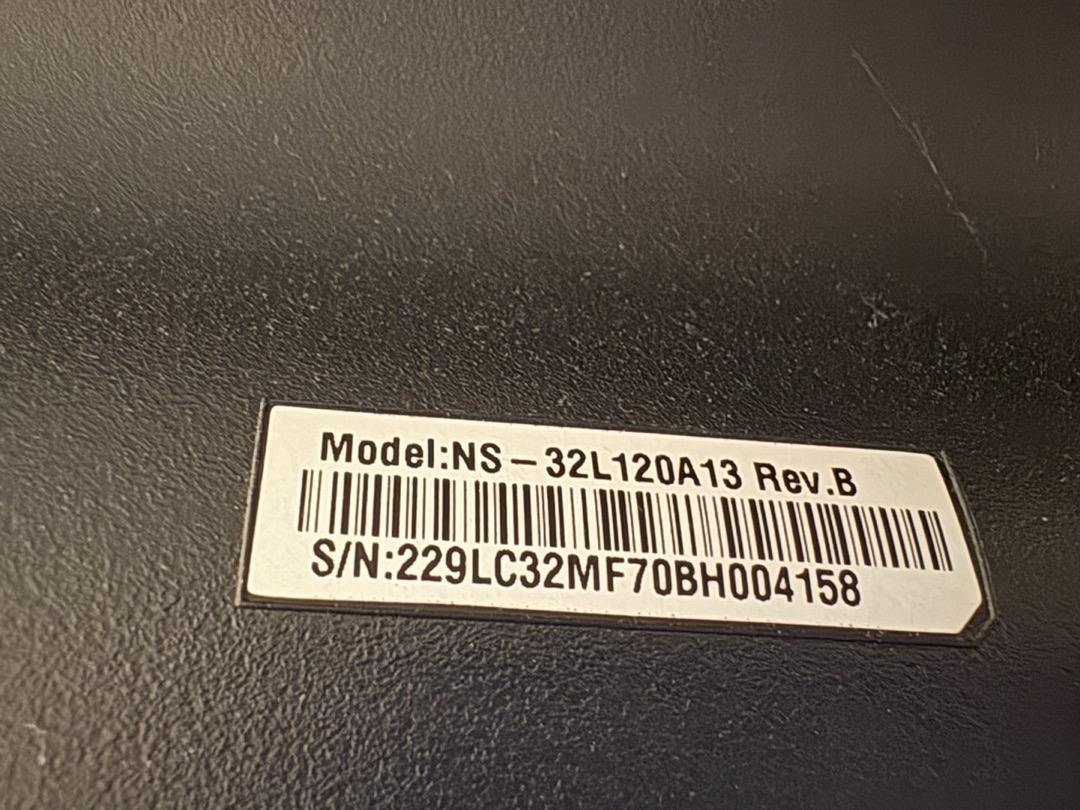 Model:NS-32L120A13 Rev.B
S/N:229LC32MF70BH004158